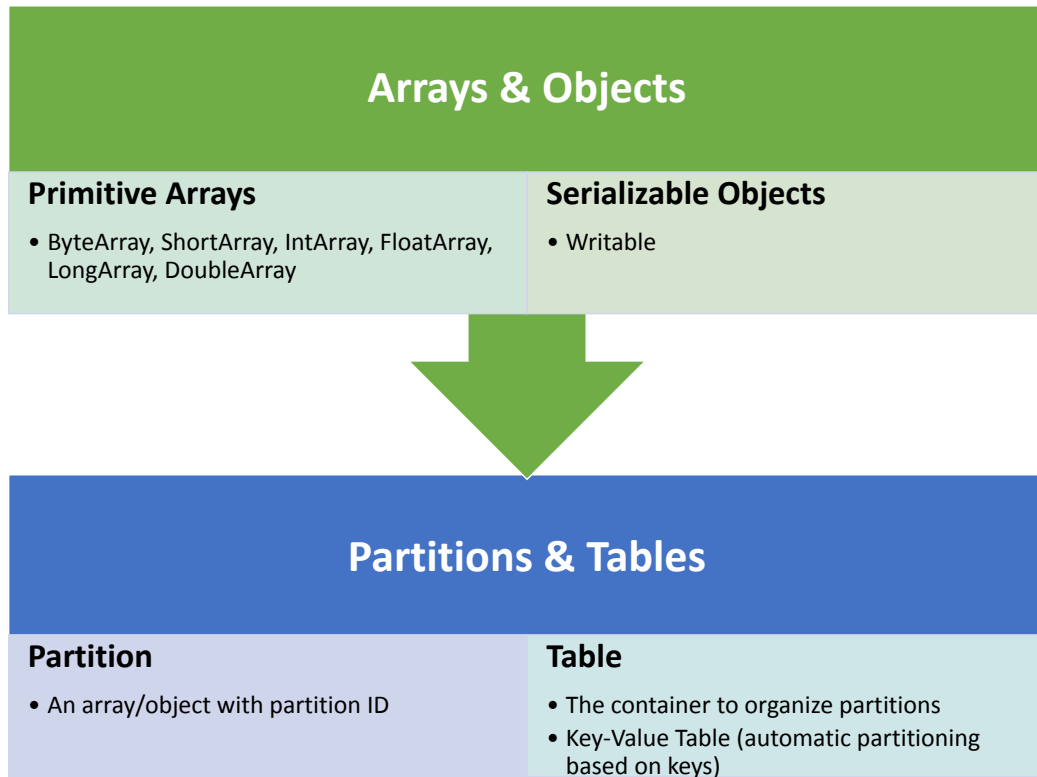 Arrays & Objects
Primitive Arrays
• ByteArray, ShortArray, IntArray, FloatArray,
LongArray, DoubleArray
Serializable Objects
• Writable
Partitions & Tables
Partition
• An array/object with partition ID
Table
• The container to organize partitions
• Key-Value Table (automatic partitioning
based on keys)